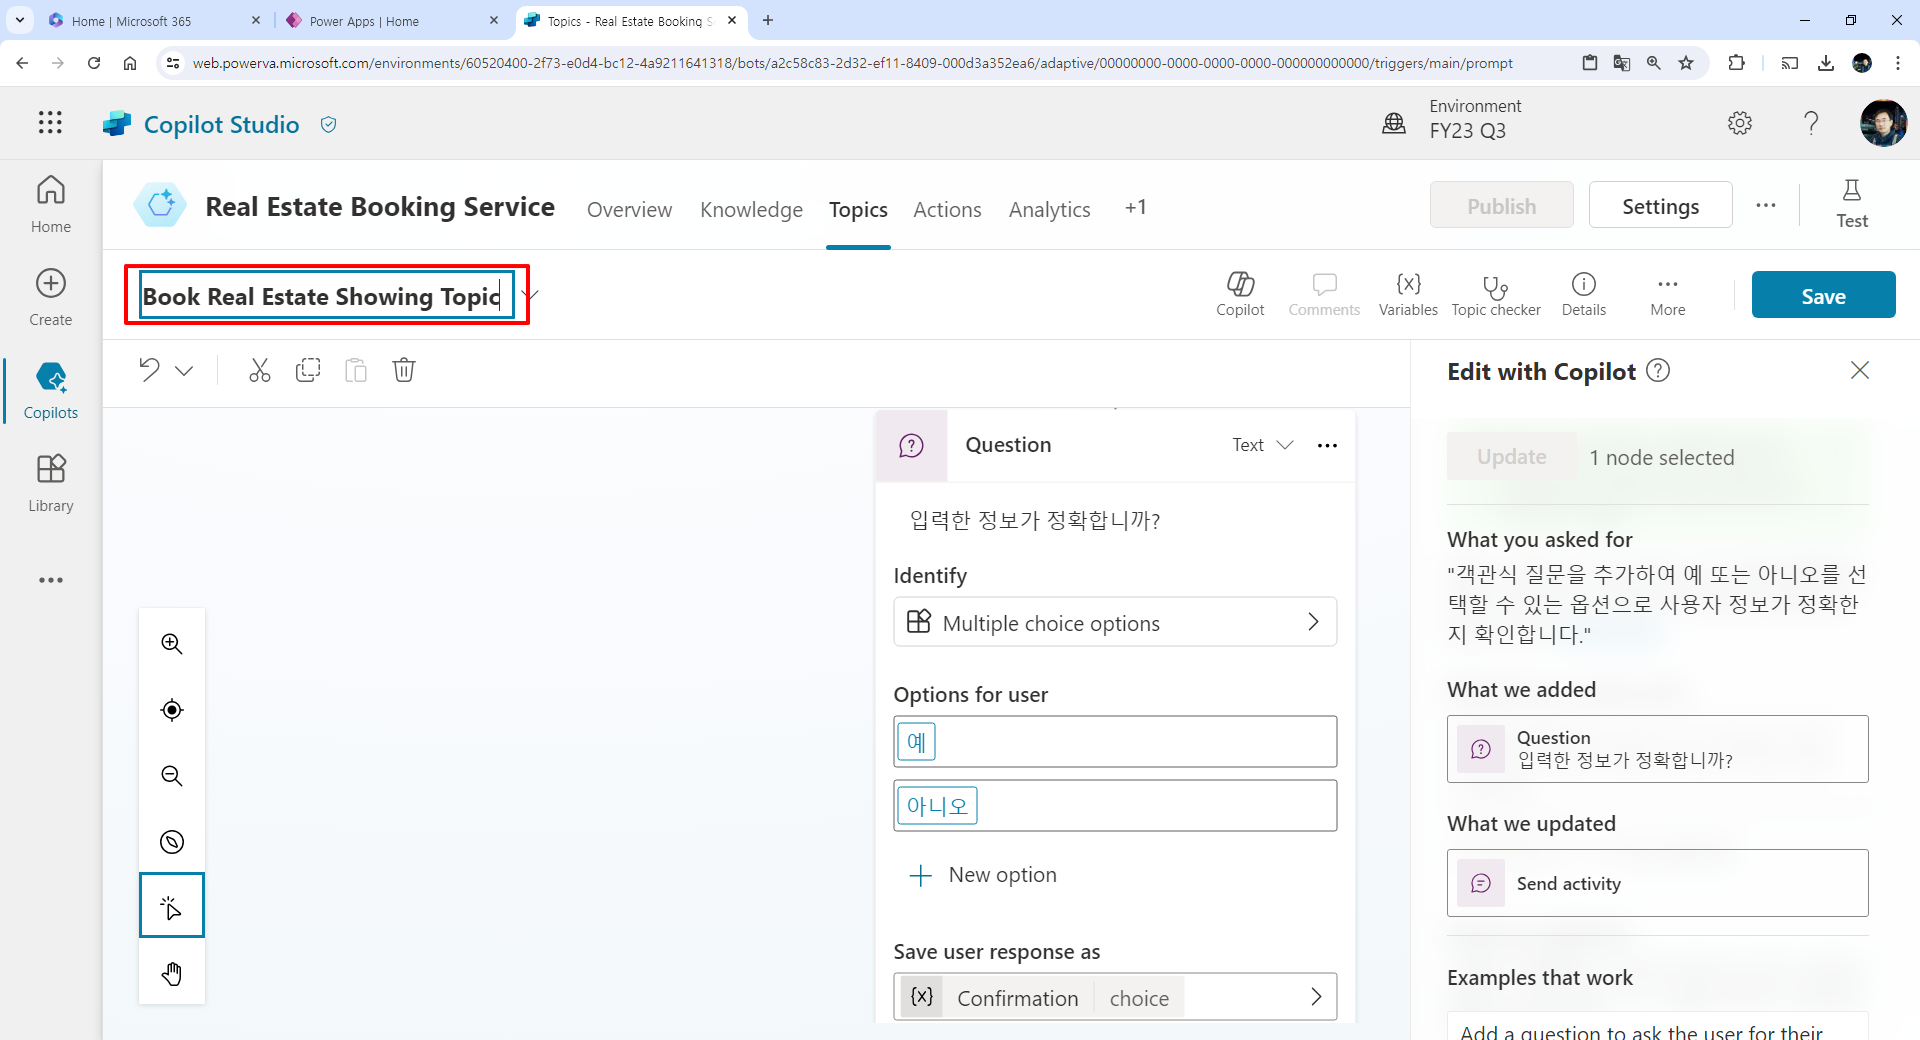 Home | Microsoft 365
Power Apps | Home
Topics - Real Estate Booking S
web.powerva.microsoft.com/environments/60520400-2f73-e0d4-bc12-4a9211641318/bots/a2c58c83-2d32-ef11-8409-000d3a352ea6/adaptive/00000000-0000-0000-0000-000000000000/triggers/main/prompt
Copilot Studio
Environment
FY23 Q3
Real Estate Booking Service
Overview
Knowledge
Topics
Actions
Analytics
+1
Publish
Settings
Test
Home
Create
Copilots
Library
Book Real Estate Showing Topic
Copilot
Comments
Variables
Topic checker
Details
More
Save
Question
Text
입력한 정보가 정확합니까?
Identify
Multiple choice options
Options for user
예
아니오
New option
Save user response as
{x} Confirmation choice
Edit with Copilot
Update
1 node selected
What you asked for
"객관식 질문을 추가하여 예 또는 아니오를 선
택할 수 있는 옵션으로 사용자 정보가 정확한
지 확인합니다."
What we added
Question
입력한 정보가 정확합니까?
What we updated
Send activity
Examples that work
Add a question to ask the user for their